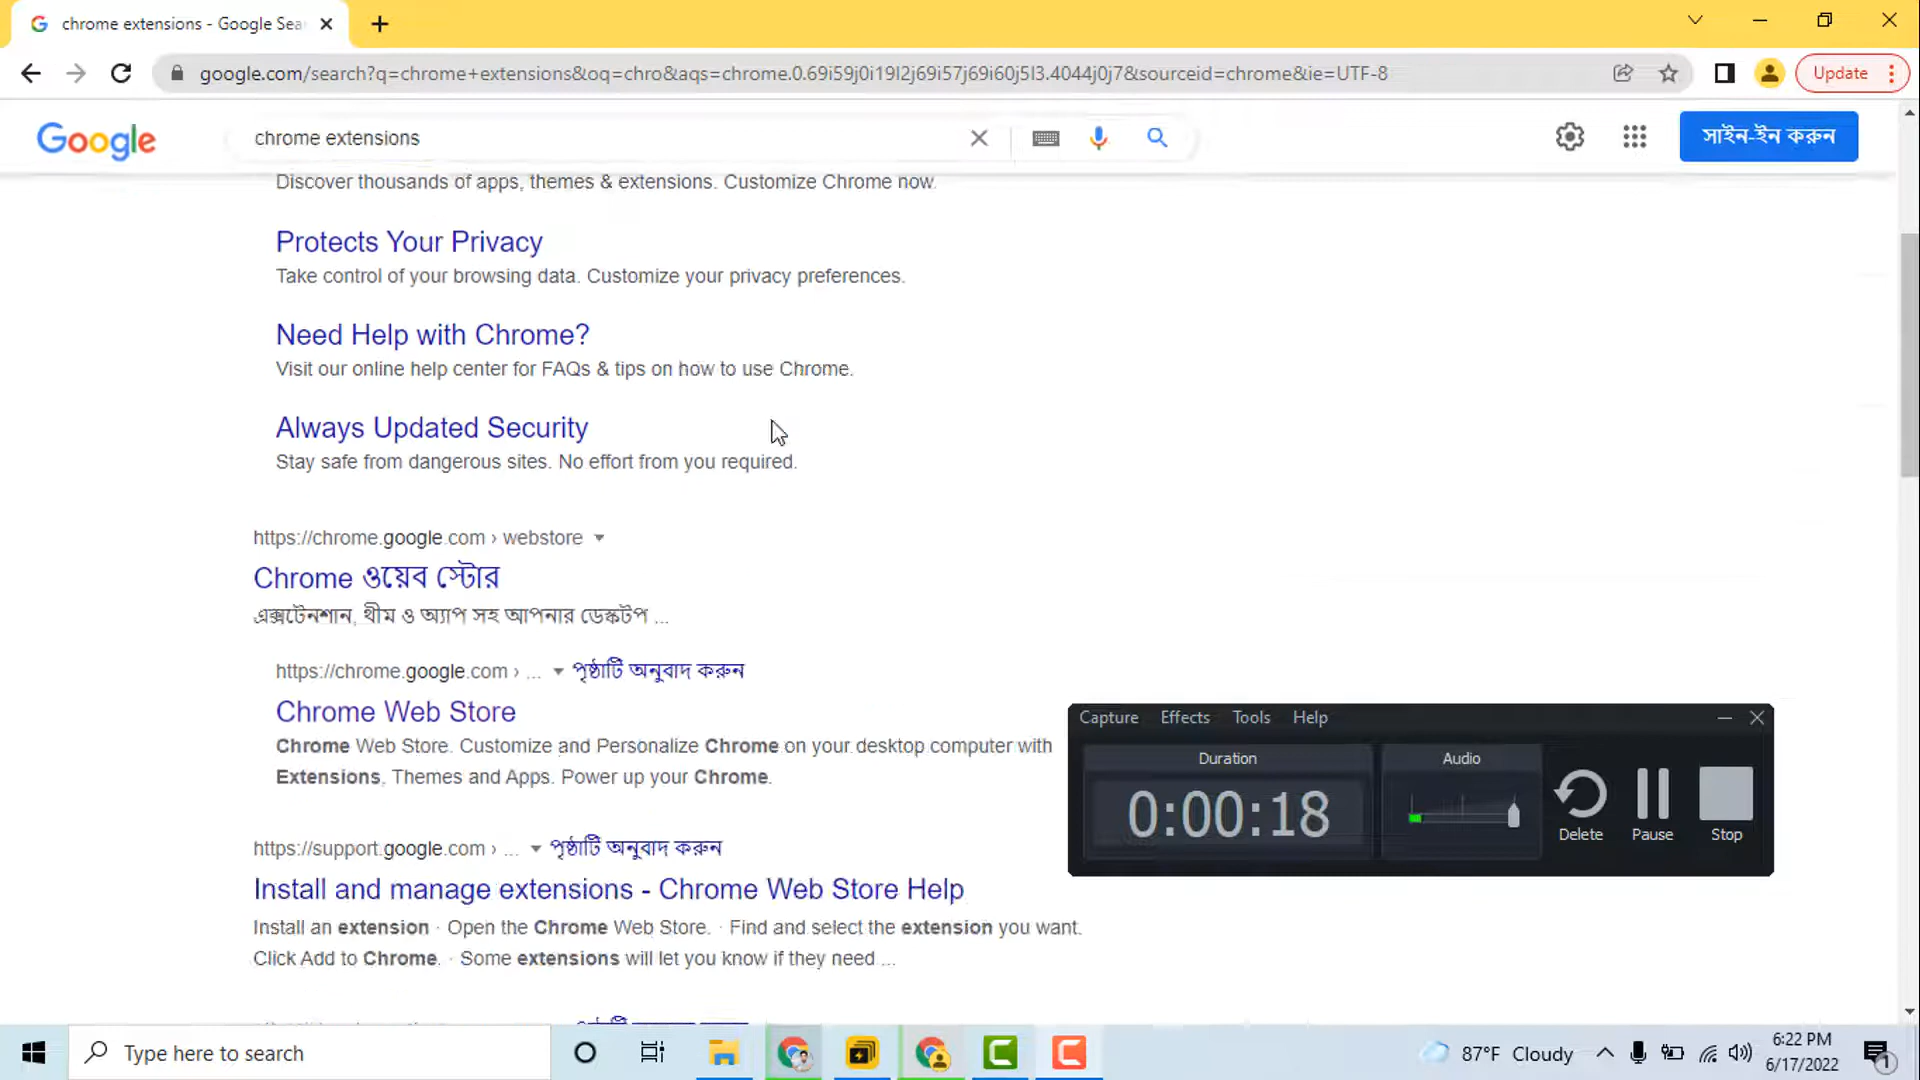 chrome extensions - Google Sea
google.com/search?q=chrome+extensions&oq=chro&aqs=chrome.0.69i59j0i19l2j69i57j69i60j5l3.4044j0j7&sourceid=chrome&ie=UTF-8
Update
Google
chrome extensions
সাইন-ইন করুন
Discover thousands of apps, themes & extensions. Customize Chrome now.
Protects Your Privacy
Take control of your browsing data. Customize your privacy preferences.
Need Help with Chrome?
Visit our online help center for FAQs & tips on how to use Chrome.
Always Updated Security
Stay safe from dangerous sites. No effort from you required.
https://chrome.google.com › webstore
Chrome ওয়েব স্টোর
এক্সটেনশান, থীম ও অ্যাপ সহ আপনার ডেস্কটপ ...
https://chrome.google.com › ... পৃষ্ঠাটি অনুবাদ করুন
Chrome Web Store
Chrome Web Store. Customize and Personalize Chrome on your desktop computer with
Extensions, Themes and Apps. Power up your Chrome.
https://support.google.com › ... পৃষ্ঠাটি অনুবাদ করুন
Install and manage extensions - Chrome Web Store Help
Install an extension · Open the Chrome Web Store. · Find and select the extension you want.
Click Add to Chrome. · Some extensions will let you know if they need ...
Capture Effects Tools Help
Duration
Audio
0:00:18
Delete
Pause
Stop
Type here to search
87°F Cloudy
6:22 PM
6/17/2022
1